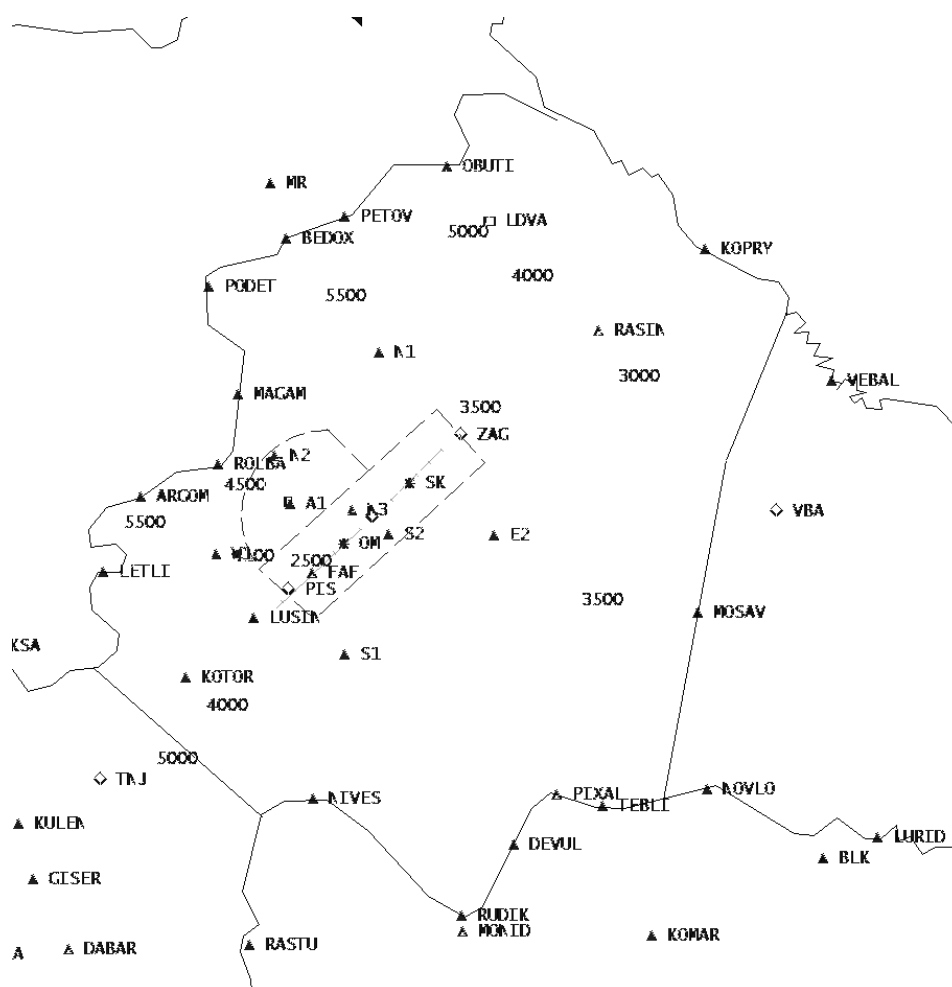 OBUTI
MR
PETOV
LDVA
5000
BEDOX
KOPRY
4000
PODET
5500
RASIN
N1
3000
VEBAL
MAGAM
3500
ZAG
N2
ROLBA
4500
SK
ARGOM
A1
N3
VBA
5500
S2
E2
OM
2500
LETLI
FAF
PIS
3500
LUSIN
MOSAV
KSA
S1
KOTOR
4000
5000
TNJ
NIVES
PIXAL
TEBLI
NOVLO
KULEN
DEVUL
LURID
BLK
GISER
RUDIK
MONID
KOMAR
A
DABAR
RASTU